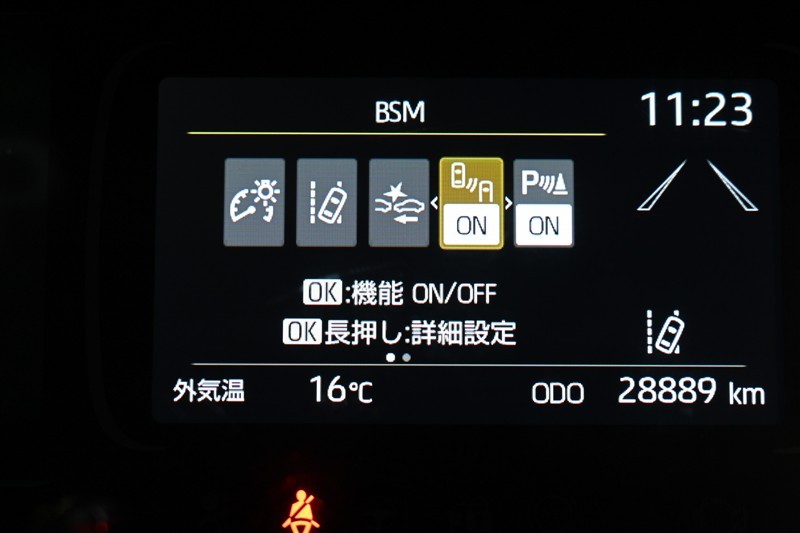 BSM
11:23
ON
P ON
OK:機能 ON/OFF
OK長押し:詳細設定
外気温 16℃ ODO 28889 km